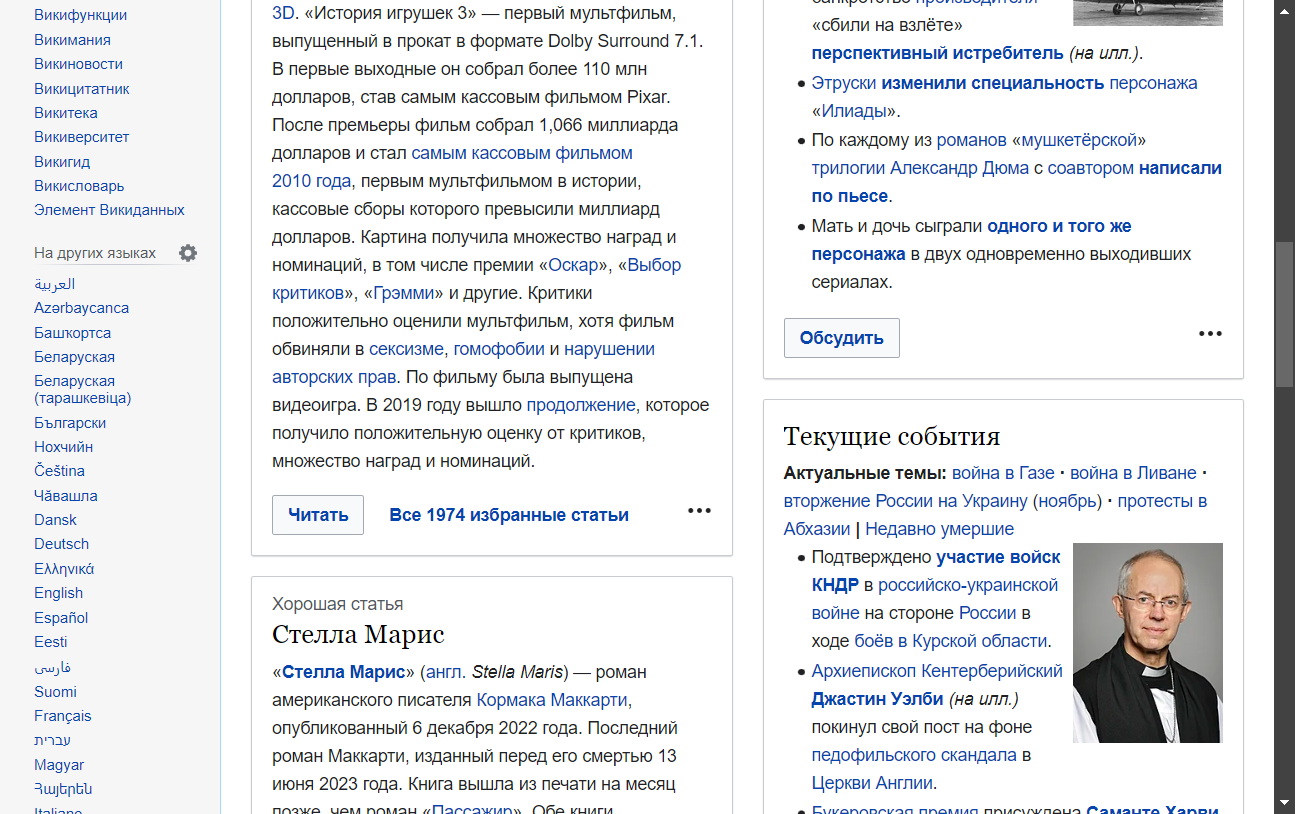 Викифункции
Викимания
Викиновости
Викицитатник
Викитека
Викиверситет
Викигид
Викисловарь
Элемент Викиданных
На других языках
العربية
Azərbaycanca
Башҡортса
Беларуская
Беларуская
(тарашкевіца)
Български
Нохчийн
Čeština
Чӑвашла
Dansk
Deutsch
Ελληνικά
English
Español
Eesti
فارسی
Suomi
Français
עברית
Magyar
Հայերեն
Italiano
3D. «История игрушек 3» — первый мультфильм,
выпущенный в прокат в формате Dolby Surround 7.1.
В первые выходные он собрал более 110 млн
долларов, став самым кассовым фильмом Pixar.
После премьеры фильм собрал 1,066 миллиарда
долларов и стал самым кассовым фильмом
2010 года, первым мультфильмом в истории,
кассовые сборы которого превысили миллиард
долларов. Картина получила множество наград и
номинаций, в том числе премии «Оскар», «Выбор
критиков», «Грэмми» и другие. Критики
положительно оценили мультфильм, хотя фильм
обвиняли в сексизме, гомофобии и нарушении
авторских прав. По фильму была выпущена
видеоигра. В 2019 году вышло продолжение, которое
получило положительную оценку от критиков,
множество наград и номинаций.
Читать
Все 1974 избранные статьи
Хорошая статья
Стелла Марис
«Стелла Марис» (англ. Stella Maris) — роман
американского писателя Кормака Маккарти,
опубликованный 6 декабря 2022 года. Последний
роман Маккарти, изданный перед его смертью 13
июня 2023 года. Книга вышла из печати на месяц
позже, чем роман «Пассажир». Обе книги
банкротстве производителя
«сбили на взлёте»
перспективный истребитель (на илл.).
• Этруски изменили специальность персонажа
«Илиады».
• По каждому из романов «мушкетёрской»
трилогии Александр Дюма с соавтором написали
по пьесе.
• Мать и дочь сыграли одного и того же
персонажа в двух одновременно выходивших
сериалах.
Обсудить
Текущие события
Актуальные темы: война в Газе · война в Ливане ·
вторжение России на Украину (ноябрь) · протесты в
Абхазии | Недавно умершие
• Подтверждено участие войск
КНДР в российско-украинской
войне на стороне России в
ходе боёв в Курской области.
• Архиепископ Кентерберийский
Джастин Уэлби (на илл.)
покинул свой пост на фоне
педофильского скандала в
Церкви Англии.
• Букеровская премия присуждена Саманте Харви